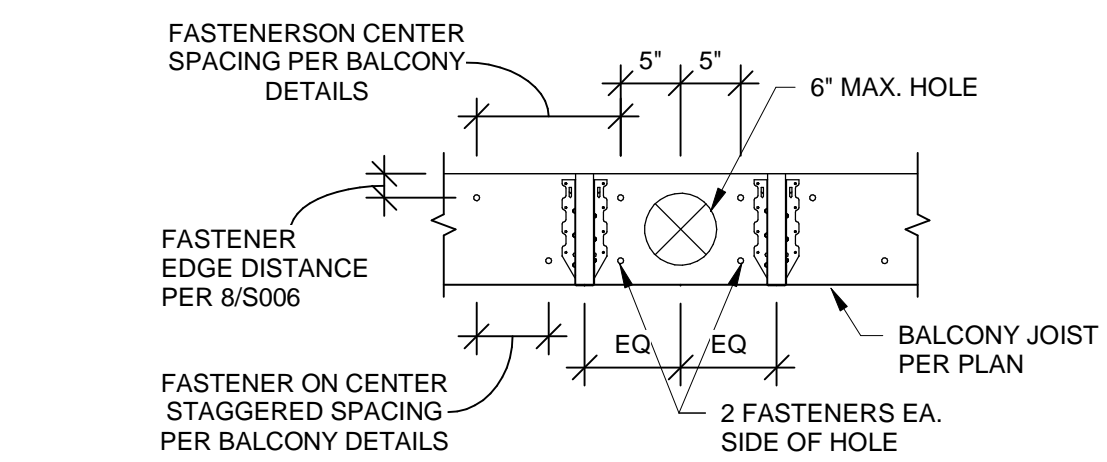 FASTENERSON CENTER
SPACING PER BALCONY
DETAILS
5"
5"
6" MAX. HOLE
FASTENER
EDGE DISTANCE
PER 8/S006
EQ
EQ
BALCONY JOIST
PER PLAN
FASTENER ON CENTER
STAGGERED SPACING
PER BALCONY DETAILS
2 FASTENERS EA.
SIDE OF HOLE